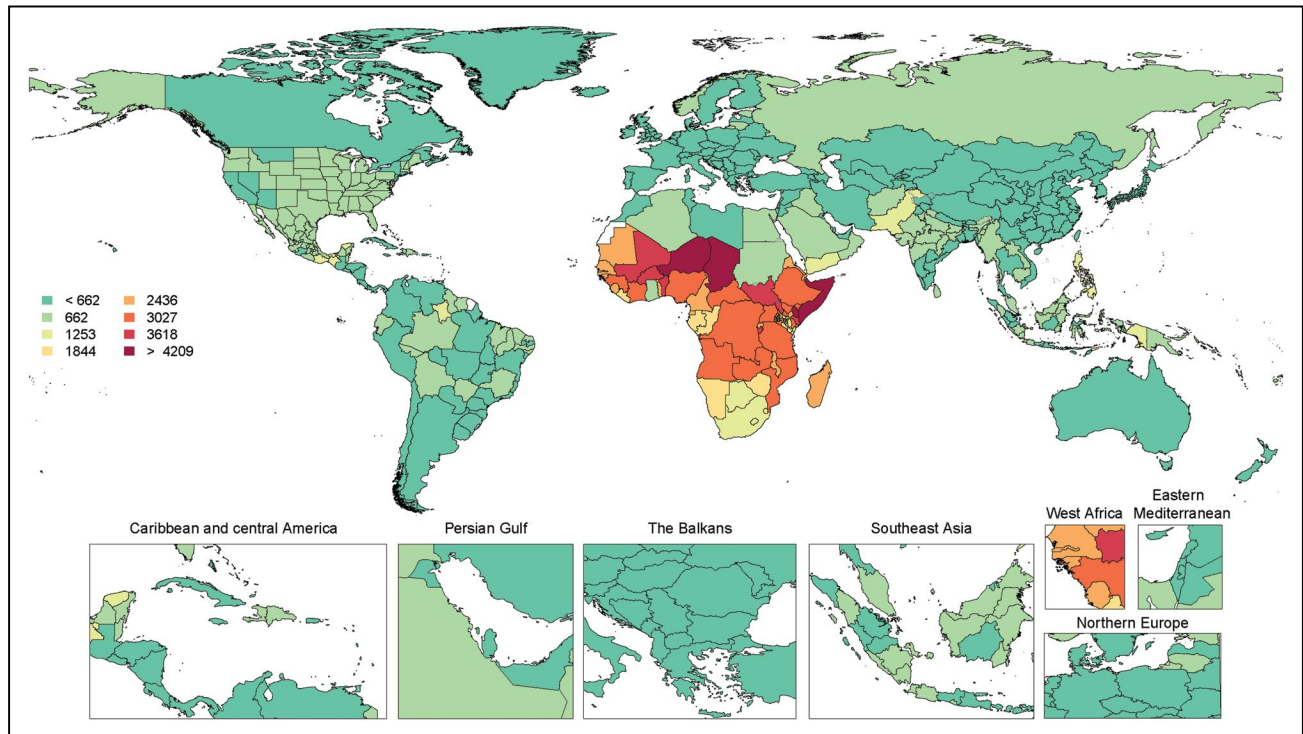 < 662
662
1253
1844
2436
3027
3618
> 4209
Caribbean and central America
Persian Gulf
The Balkans
Southeast Asia
West Africa
Eastern
Mediterranean
Northern Europe